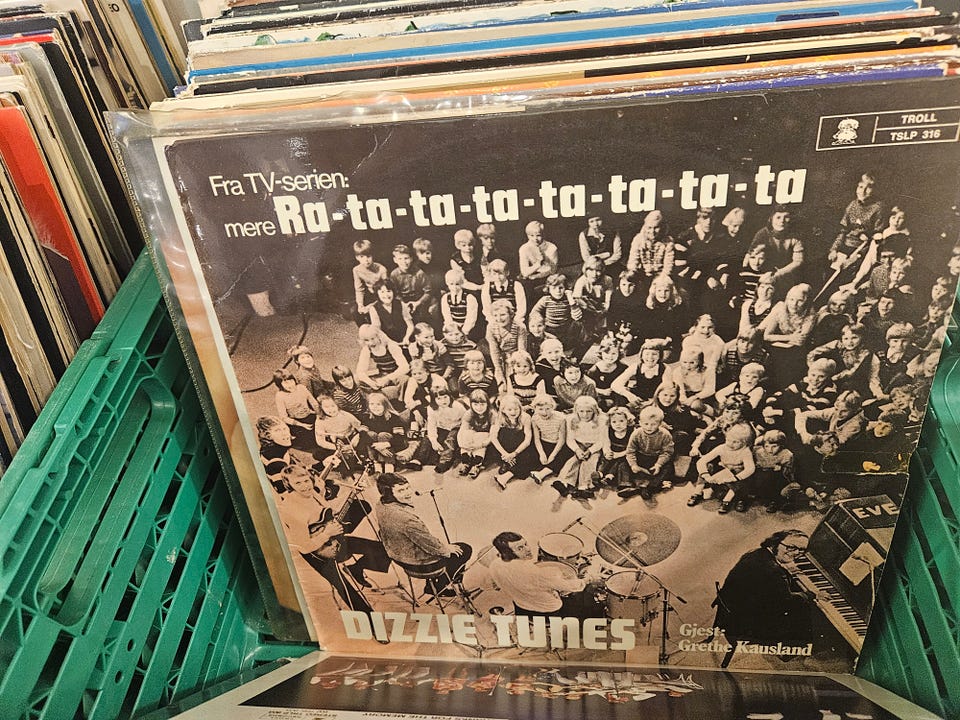 TROLL
TSLP 316
Fra TV-serien:
mere Ra-ta-ta-ta-ta-ta-ta-ta
EVE
DIZZIE TUNES
Gjest:
Grethe Kausland